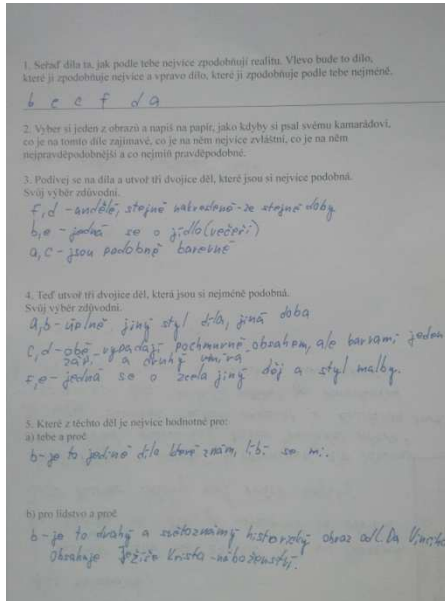 1. Seřaď díla ta, jak podle tebe nejvíce zpodobňují realitu. Vlevo bude to dílo,
které ji zpodobňuje nejvíce a vpravo dílo, které ji zpodobňuje podle tebe nejméně.
b e c f d a
2. Vyber si jeden z obrazů a napiš na papír, jako kdyby si psal svému kamarádovi,
co je na tomto díle zajímavé, co je na něm nejvíce zvláštní, co je na něm
nejpravděpodobnější a co nejmíň pravděpodobné.
3. Podívej se na díla a utvoř tři dvojice děl, které jsou si nejvíce podobná.
Svůj výběr zdůvodni.
f, d - andělé, stejně nakreslené - ze stejné doby
b, e - jedná se o jídlo (večeři)
a, c - jsou podobně barevné
4. Teď utvoř tři dvojice děl, která jsou si nejméně podobná.
Svůj výběr zdůvodni.
a, b - úplně jiný styl díla, jiná doba
c, d - obě vypadají pochmurně obsahem, ale barvami jeden
a druhý umírá.
f, e - jedná se o zcela jiný děj a styl malby.
5. Které z těchto děl je nejvíce hodnotné pro:
a) tebe a proč
b - je to jediné díla které znám, líbí se mi.
b) pro lidstvo a proč
b - je to drahý a světoznámý historický obraz od L. Da Vinciho
Obsahuje Ježíše Krista - náboženství.